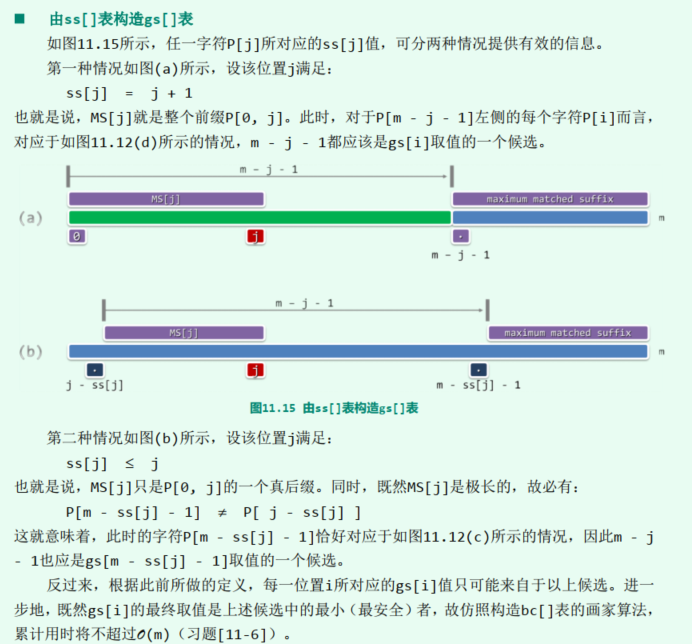 ■ 由ss[]表构造gs[]表
如图11.15所示，任一字符P[j]所对应的ss[j]值，可分两种情况提供有效的信息。
第一种情况如图(a)所示，设该位置j满足：
ss[j] = j + 1
也就是说，MS[j]就是整个前缀P[0, j]。此时，对于P[m - j - 1]左侧的每个字符P[i]而言，
对应于如图11.12(d)所示的情况，m - j - 1都应该是gs[i]取值的一个候选。
m - j - 1
MS[j] maximum matched suffix
(a) m
0 j .
m - j - 1
m - j - 1
MS[j] maximum matched suffix
(b) m
. j .
j - ss[j] m - ss[j] - 1
图11.15 由ss[]表构造gs[]表
第二种情况如图(b)所示，设该位置j满足：
ss[j] ≤ j
也就是说，MS[j]只是P[0, j]的一个真后缀。同时，既然MS[j]是极长的，故必有：
P[m - ss[j] - 1] ≠ P[ j - ss[j] ]
这就意味着，此时的字符P[m - ss[j] - 1]恰好对应于如图11.12(c)所示的情况，因此m - j
- 1也应是gs[m - ss[j] - 1]取值的一个候选。
反过来，根据此前所做的定义，每一位置i所对应的gs[i]值只可能来自于以上候选。进一
步地，既然gs[i]的最终取值是上述候选中的最小（最安全）者，故仿照构造bc[]表的画家算法，
累计用时将不超过O(m)（习题[11-6]）。